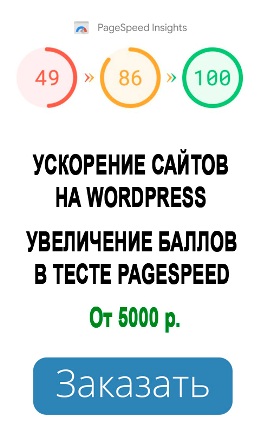 PageSpeed Insights
49 » 86 » 100
УСКОРЕНИЕ САЙТОВ
НА WORDPRESS
УВЕЛИЧЕНИЕ БАЛЛОВ
В ТЕСТЕ PAGESPEED
От 5000 р.
Заказать